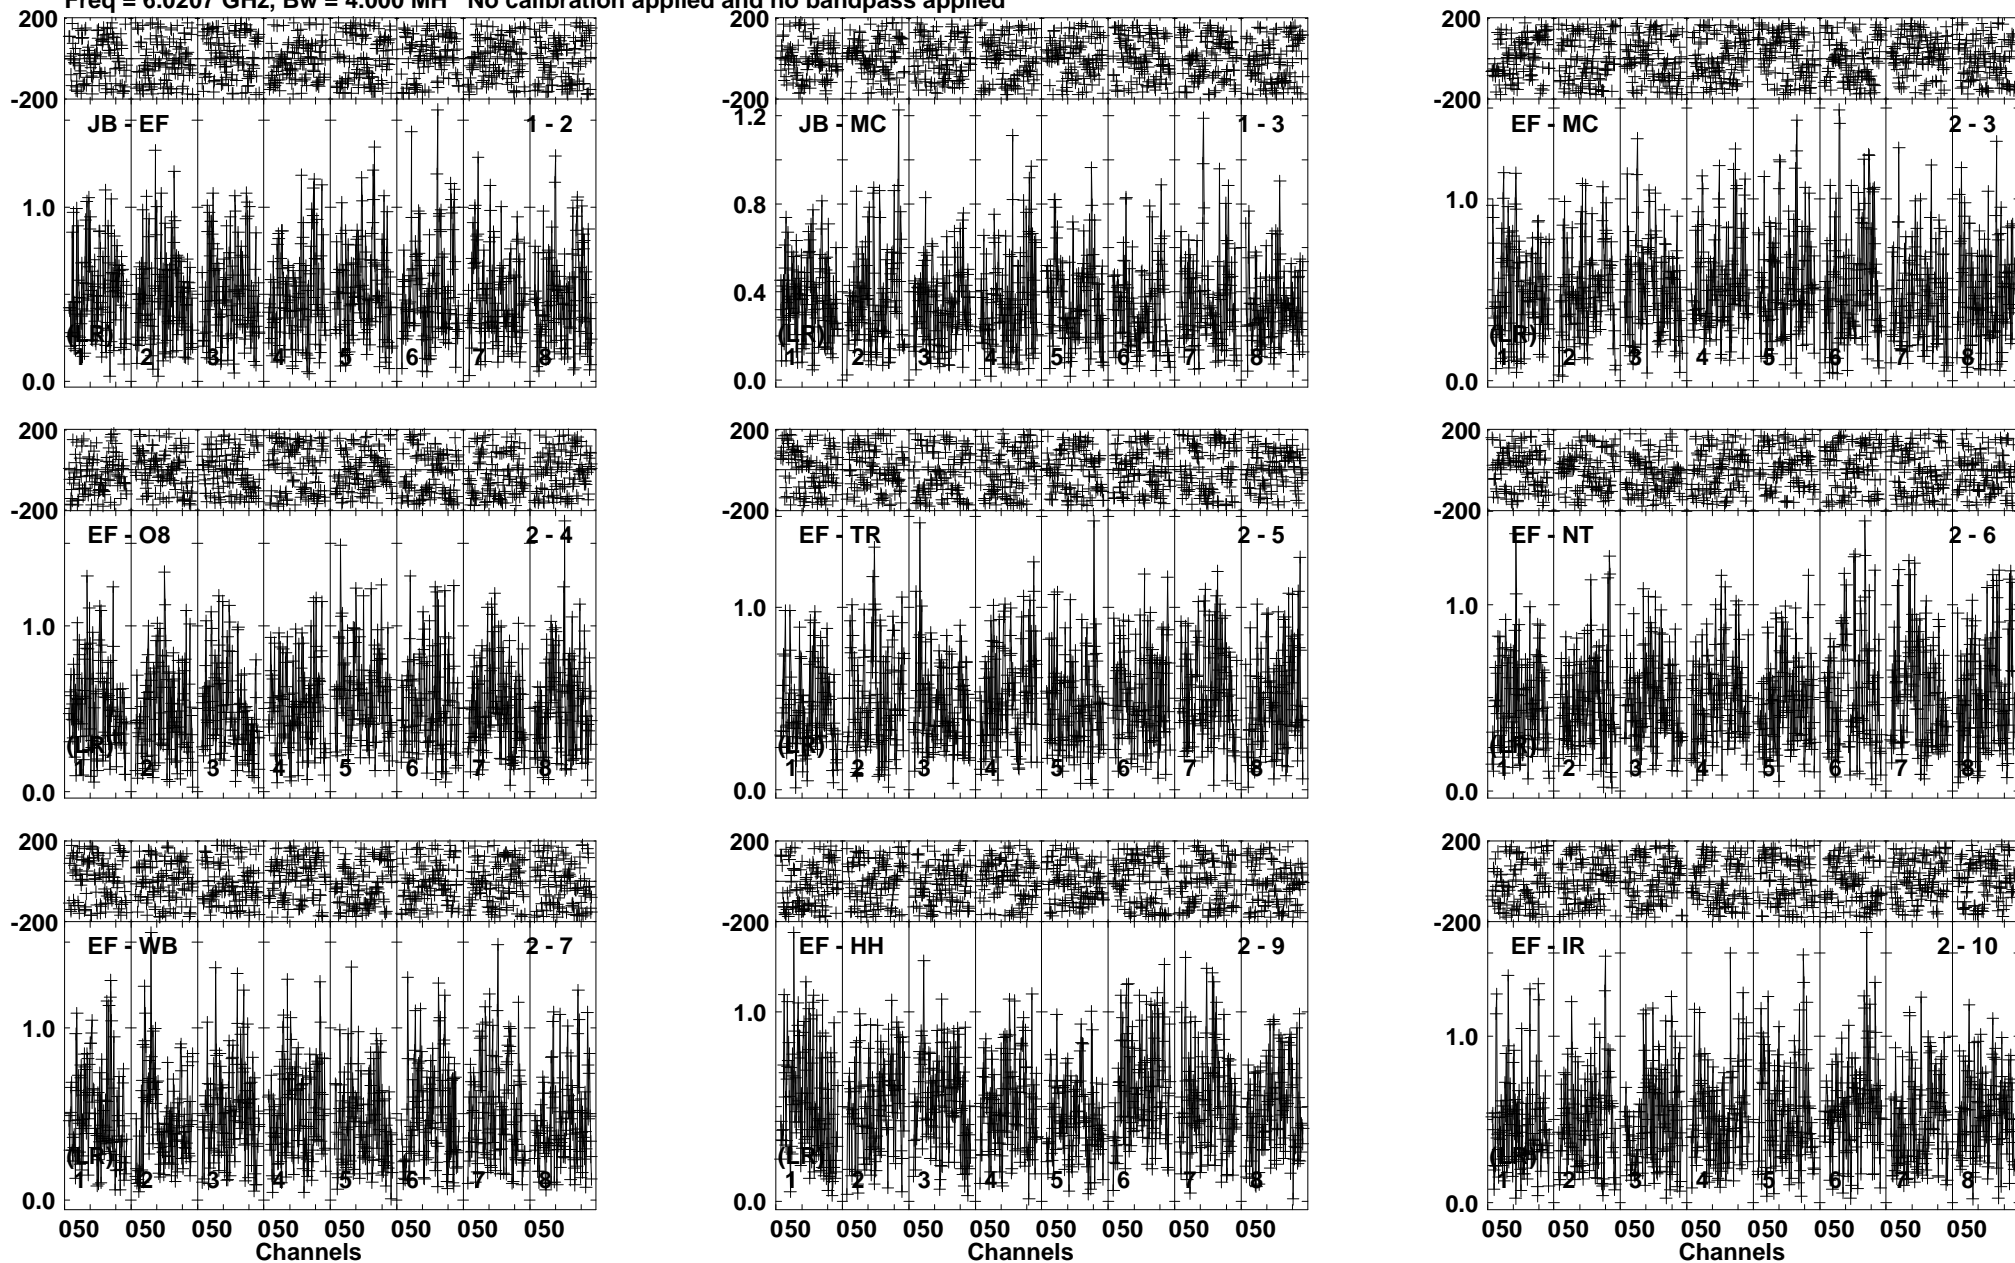 Freq = 6.0207 GHz, Bw = 4.000 MH No calibration applied and no bandpass applied
200 200 200
-200 -200 -200
JB - EF 1 - 2 JB - MC 1 - 3 EF - MC 2 - 3
1.2
1.0 0.8 1.0
0.4
(LR) (LR) (LR)
1 2 3 4 5 6 7 8 1 2 3 4 5 6 7 8 1 2 3 4 5 6 7 8
0.0 0.0 0.0
200 200 200
-200 -200 -200
EF - O8 2 - 4 EF - TR 2 - 5 EF - NT 2 - 6
1.0 1.0 1.0
(LR) (LR) (LR)
1 2 3 4 5 6 7 8 1 2 3 4 5 6 7 8 1 2 3 4 5 6 7 8
0.0 0.0 0.0
200 200 200
-200 -200 -200
EF - WB 2 - 7 EF - HH 2 - 9 EF - IR 2 - 10
1.0 1.0 1.0
(LR) (LR) (LR)
1 2 3 4 5 6 7 8 1 2 3 4 5 6 7 8 1 2 3 4 5 6 7 8
0.0 0.0 0.0
050 050 050 050 050 050 050 050 050 050 050 050 050 050 050 050 050 050 050 050 050 050 050 050
Channels Channels Channels